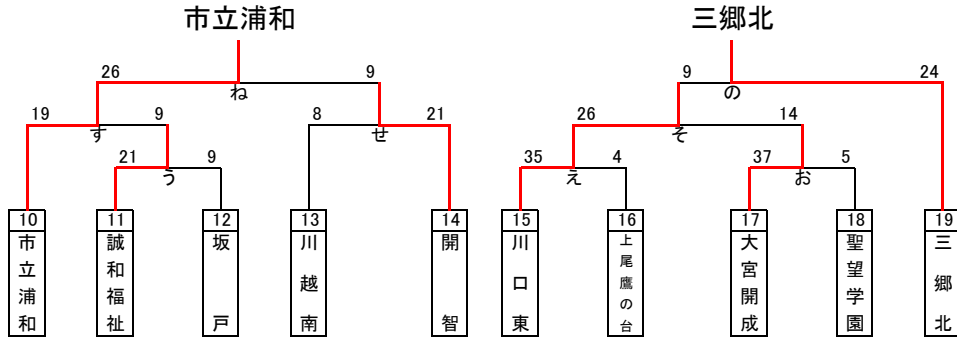 市立浦和 三郷北
26 9 9 24
ね の
19 9 8 21 26 14
す せ そ
21 9 35 4 37 5
う え お
10 11 12 13 14 15 16 17 18 19
市立浦和
誠和福祉
坂戸
川越南
開智
川口東
上尾鷹の台
大宮開成
聖望学園
三郷北